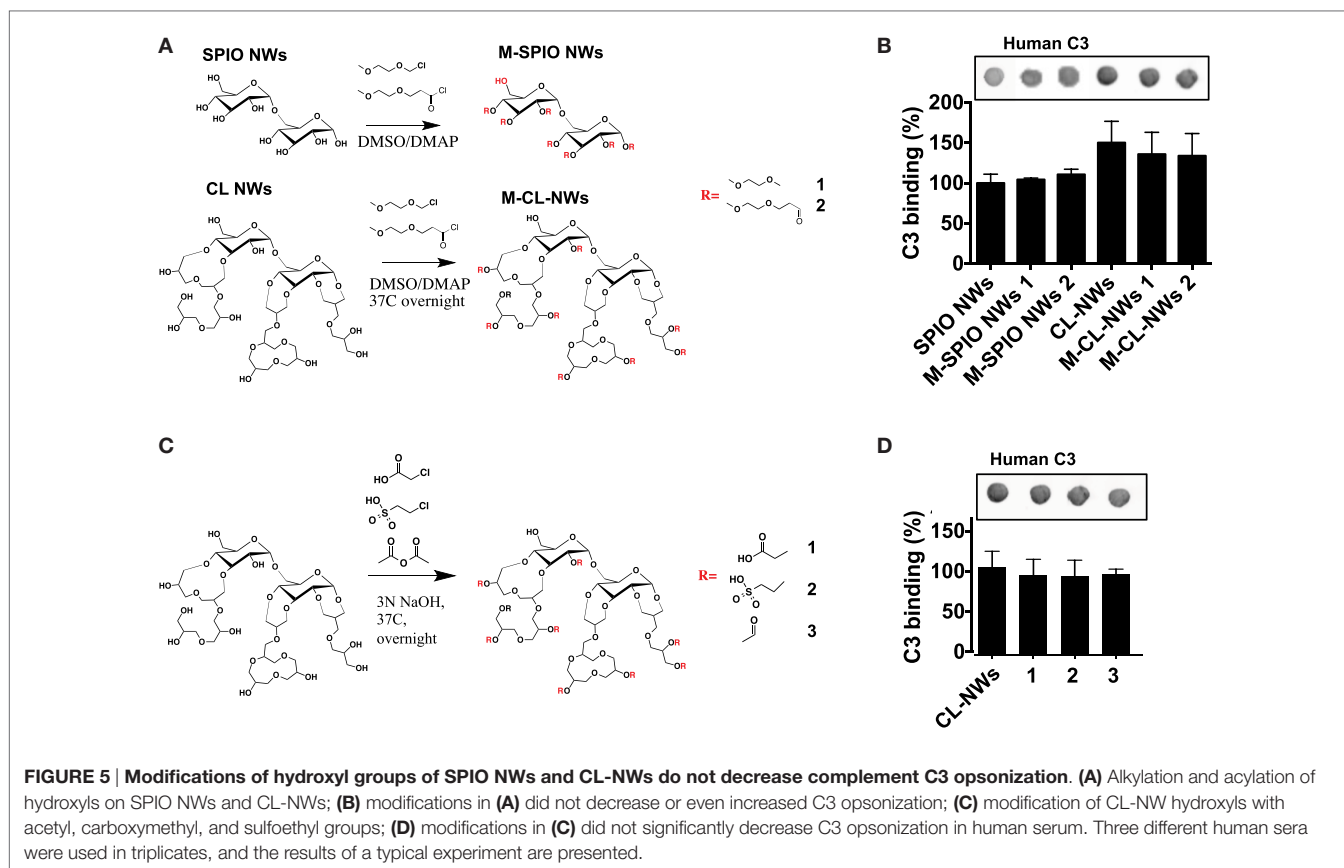 A
SPIO NWs
M-SPIO NWs
DMSO/DMAP
CL NWs
M-CL-NWs
DMSO/DMAP
37C overnight
R=
1
2
B
Human C3
C3 binding (%)
200
150
100
50
0
SPIO NWs
M-SPIO NWs 1
M-SPIO NWs 2
CL-NWs
M-CL-NWs 1
M-CL-NWs 2
C
3N NaOH,
37C,
overnight
R=
1
2
3
D
Human C3
C3 binding (%)
150
100
50
0
CL-NWs
1
2
3
FIGURE 5 | Modifications of hydroxyl groups of SPIO NWs and CL-NWs do not decrease complement C3 opsonization. (A) Alkylation and acylation of
hydroxyls on SPIO NWs and CL-NWs; (B) modifications in (A) did not decrease or even increased C3 opsonization; (C) modification of CL-NW hydroxyls with
acetyl, carboxymethyl, and sulfoethyl groups; (D) modifications in (C) did not significantly decrease C3 opsonization in human serum. Three different human sera
were used in triplicates, and the results of a typical experiment are presented.